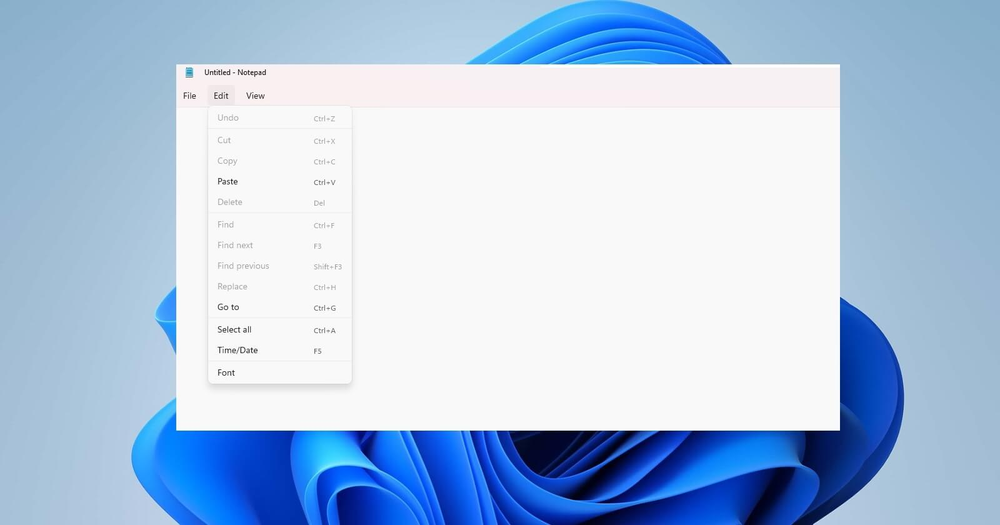 Untitled - Notepad
File Edit View
Undo Ctrl+Z
Cut Ctrl+X
Copy Ctrl+C
Paste Ctrl+V
Delete Del
Find Ctrl+F
Find next F3
Find previous Shift+F3
Replace Ctrl+H
Go to Ctrl+G
Select all Ctrl+A
Time/Date F5
Font